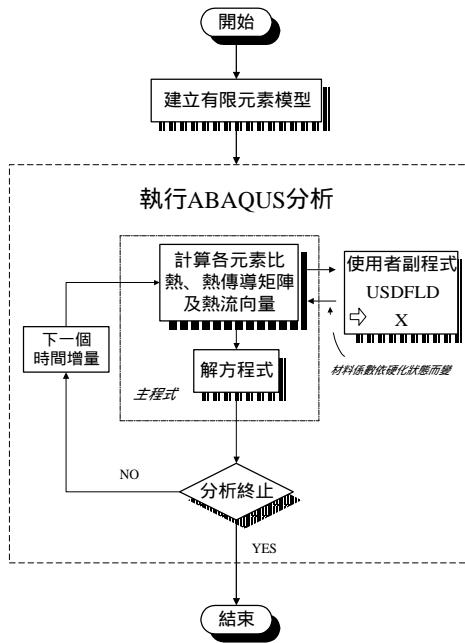 開始
建立有限元素模型
執行ABAQUS分析
計算各元素比
熱、熱傳導矩陣
及熱流向量
使用者副程式
USDFLD
X
材料係數依硬化狀態而變
下一個
時間增量
解方程式
主程式
NO
分析終止
YES
結束